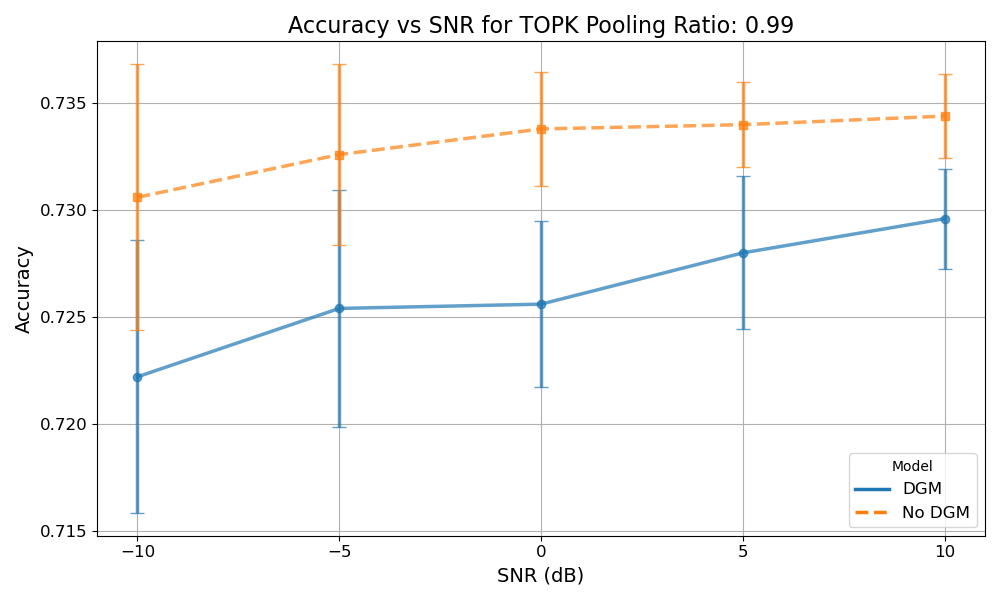 Accuracy vs SNR for TOPK Pooling Ratio: 0.99
Accuracy
0.735
0.730
0.725
0.720
0.715
−10
−5
0
5
10
SNR (dB)
Model
DGM
No DGM